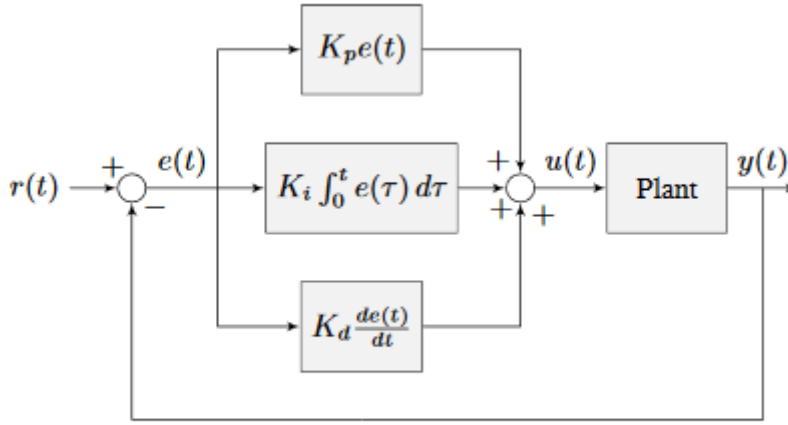 K_p e(t)
+ e(t) + u(t) y(t)
r(t) K_i ∫_0^t e(τ) dτ Plant
− + +
K_d de(t)/dt